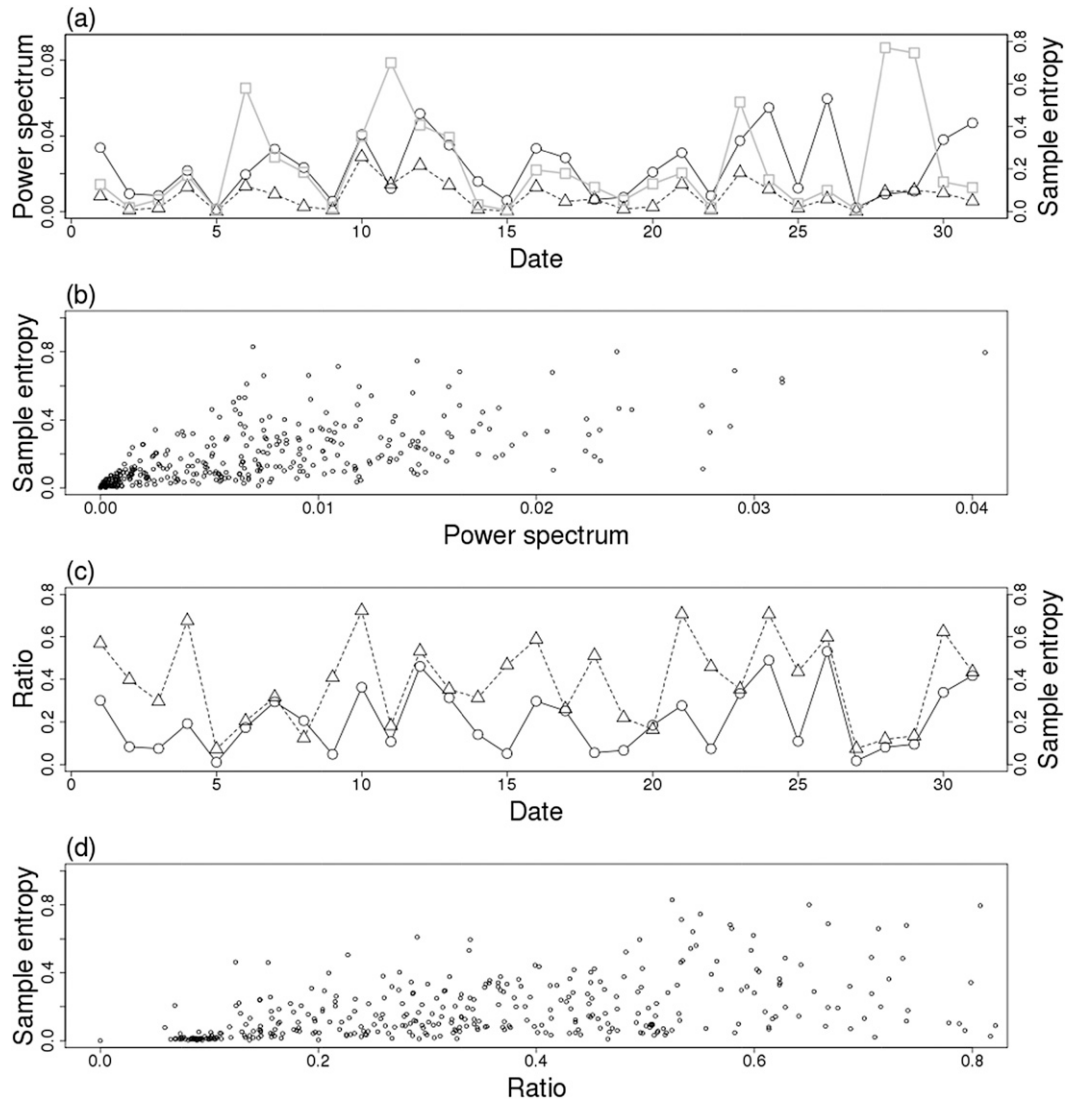 (a)
Power spectrum
0.00 0.04 0.08
0.0 0.2 0.4 0.6 0.8
Sample entropy
0 5 10 15 20 25 30
Date
(b)
Sample entropy
0.0 0.4 0.8
0.00 0.01 0.02 0.03 0.04
Power spectrum
(c)
Ratio
0.0 0.2 0.4 0.6 0.8
0.0 0.2 0.4 0.6 0.8
Sample entropy
0 5 10 15 20 25 30
Date
(d)
Sample entropy
0.0 0.4 0.8
0.0 0.2 0.4 0.6 0.8
Ratio